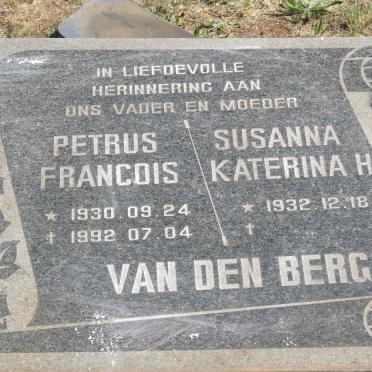 IN LIEFDEVOLLE
HERINNERING AAN
ONS VADER EN MOEDER
PETRUS
FRANCOIS
★ 1930.09.24
† 1992.07.04
SUSANNA
KATERINA H
★ 1932.12.18
†
VAN DEN BERG